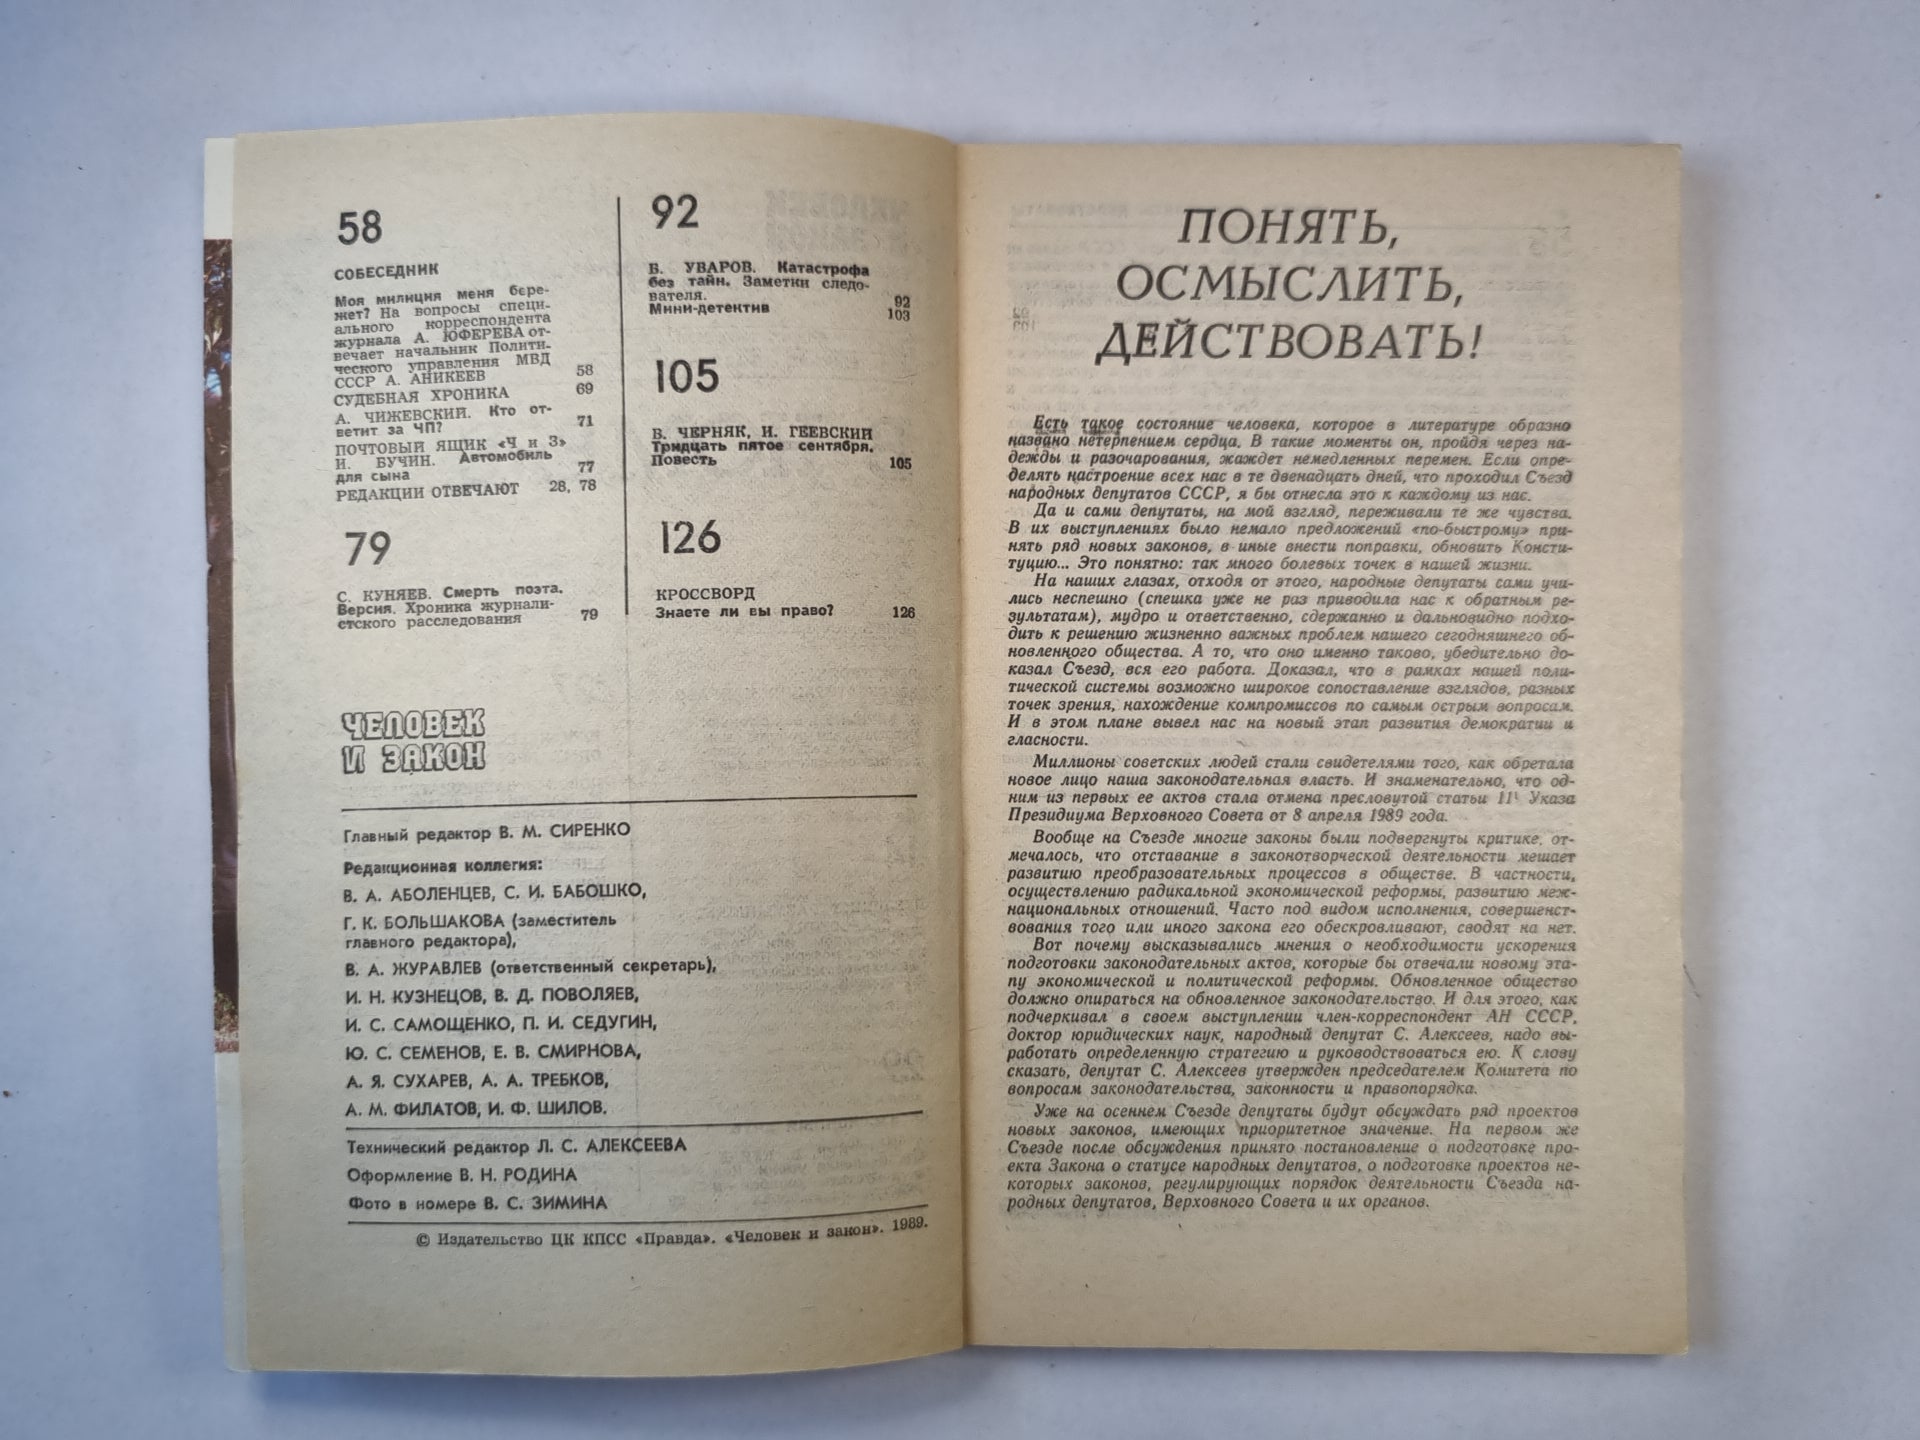 58
СОБЕСЕДНИК
Моя милиция меня бере-
жет? На вопросы специ-
ального корреспондента
журнала А. ЮФЕРЕВА от-
вечает начальник Полити-
ческого управления МВД
СССР А. АНИКЕЕВ 58
СУДЕБНАЯ ХРОНИКА 69
А. ЧИЖЕВСКИЙ. Кто от-
ветит за ЧП? 71
ПОЧТОВЫЙ ЯЩИК «Ч и З»
И. БУЧИН. Автомобиль
для сына 77
РЕДАКЦИИ ОТВЕЧАЮТ 28, 78
79
С. КУНЯЕВ. Смерть поэта.
Версия. Хроника журнали-
стского расследования 79
92
В. УВАРОВ. Катастрофа
без тайн. Заметки следо-
вателя. 92
Мини-детектив 103
105
В. ЧЕРНЯК, И. ГЕЕВСКИЙ
Тридцать пятое сентября.
Повесть 105
126
КРОССВОРД
Знаете ли вы право? 126
ЧЕЛОВЕК
И ЗАКОН
Главный редактор В. М. СИРЕНКО
Редакционная коллегия:
В. А. АБОЛЕНЦЕВ, С. И. БАБОШКО,
Г. К. БОЛЬШАКОВА (заместитель
главного редактора),
В. А. ЖУРАВЛЕВ (ответственный секретарь),
И. Н. КУЗНЕЦОВ, В. Д. ПОВОЛЯЕВ,
И. С. САМОЩЕНКО, П. И. СЕДУГИН,
Ю. С. СЕМЕНОВ, Е. В. СМИРНОВА,
А. Я. СУХАРЕВ, А. А. ТРЕБКОВ,
А. М. ФИЛАТОВ, И. Ф. ШИЛОВ.
Технический редактор Л. С. АЛЕКСЕЕВА
Оформление В. Н. РОДИНА
Фото в номере В. С. ЗИМИНА
© Издательство ЦК КПСС «Правда». «Человек и закон». 1989.
ПОНЯТЬ,
ОСМЫСЛИТЬ,
ДЕЙСТВОВАТЬ!
Есть такое состояние человека, которое в литературе образно
названо нетерпением сердца. В такие моменты он, пройдя через на-
дежды и разочарования, жаждет немедленных перемен. Если опре-
делять настроение всех нас в те двенадцать дней, что проходил Съезд
народных депутатов СССР, я бы отнесла это к каждому из нас.
Да и сами депутаты, на мой взгляд, переживали те же чувства.
В их выступлениях было немало предложений «по-быстрому» при-
нять ряд новых законов, в иные внести поправки, обновить Консти-
туцию... Это понятно: так много болевых точек в нашей жизни.
На наших глазах, отходя от этого, народные депутаты сами учи-
лись неспешно (спешка уже не раз приводила нас к обратным ре-
зультатам), мудро и ответственно, сдержанно и дальновидно подхо-
дить к решению жизненно важных проблем нашего сегодняшнего об-
новленного общества. А то, что оно именно таково, убедительно до-
казал Съезд, вся его работа. Доказал, что в рамках нашей поли-
тической системы возможно широкое сопоставление взглядов, разных
точек зрения, нахождение компромиссов по самым острым вопросам.
И в этом плане вывел нас на новый этап развития демократии и
гласности.
Миллионы советских людей стали свидетелями того, как обретала
новое лицо наша законодательная власть. И знаменательно, что од-
ним из первых ее актов стала отмена пресловутой статьи 11¹ Указа
Президиума Верховного Совета от 8 апреля 1989 года.
Вообще на Съезде многие законы были подвергнуты критике, от-
мечалось, что отставание в законотворческой деятельности мешает
развитию преобразовательных процессов в обществе. В частности,
осуществлению радикальной экономической реформы, развитию меж-
национальных отношений. Часто под видом исполнения, совершенст-
вования того или иного закона его обескровливают, сводят на нет.
Вот почему высказывались мнения о необходимости ускорения
подготовки законодательных актов, которые бы отвечали новому эта-
пу экономической и политической реформы. Обновленное общество
должно опираться на обновленное законодательство. И для этого, как
подчеркивал в своем выступлении член-корреспондент АН СССР,
доктор юридических наук, народный депутат С. Алексеев, надо вы-
работать определенную стратегию и руководствоваться ею. К слову
сказать, депутат С. Алексеев утвержден председателем Комитета по
вопросам законодательства, законности и правопорядка.
Уже на осеннем Съезде депутаты будут обсуждать ряд проектов
новых законов, имеющих приоритетное значение. На первом же
Съезде после обсуждения принято постановление о подготовке про-
екта Закона о статусе народных депутатов, о подготовке проектов не-
которых законов, регулирующих порядок деятельности Съезда на-
родных депутатов, Верховного Совета и их органов.